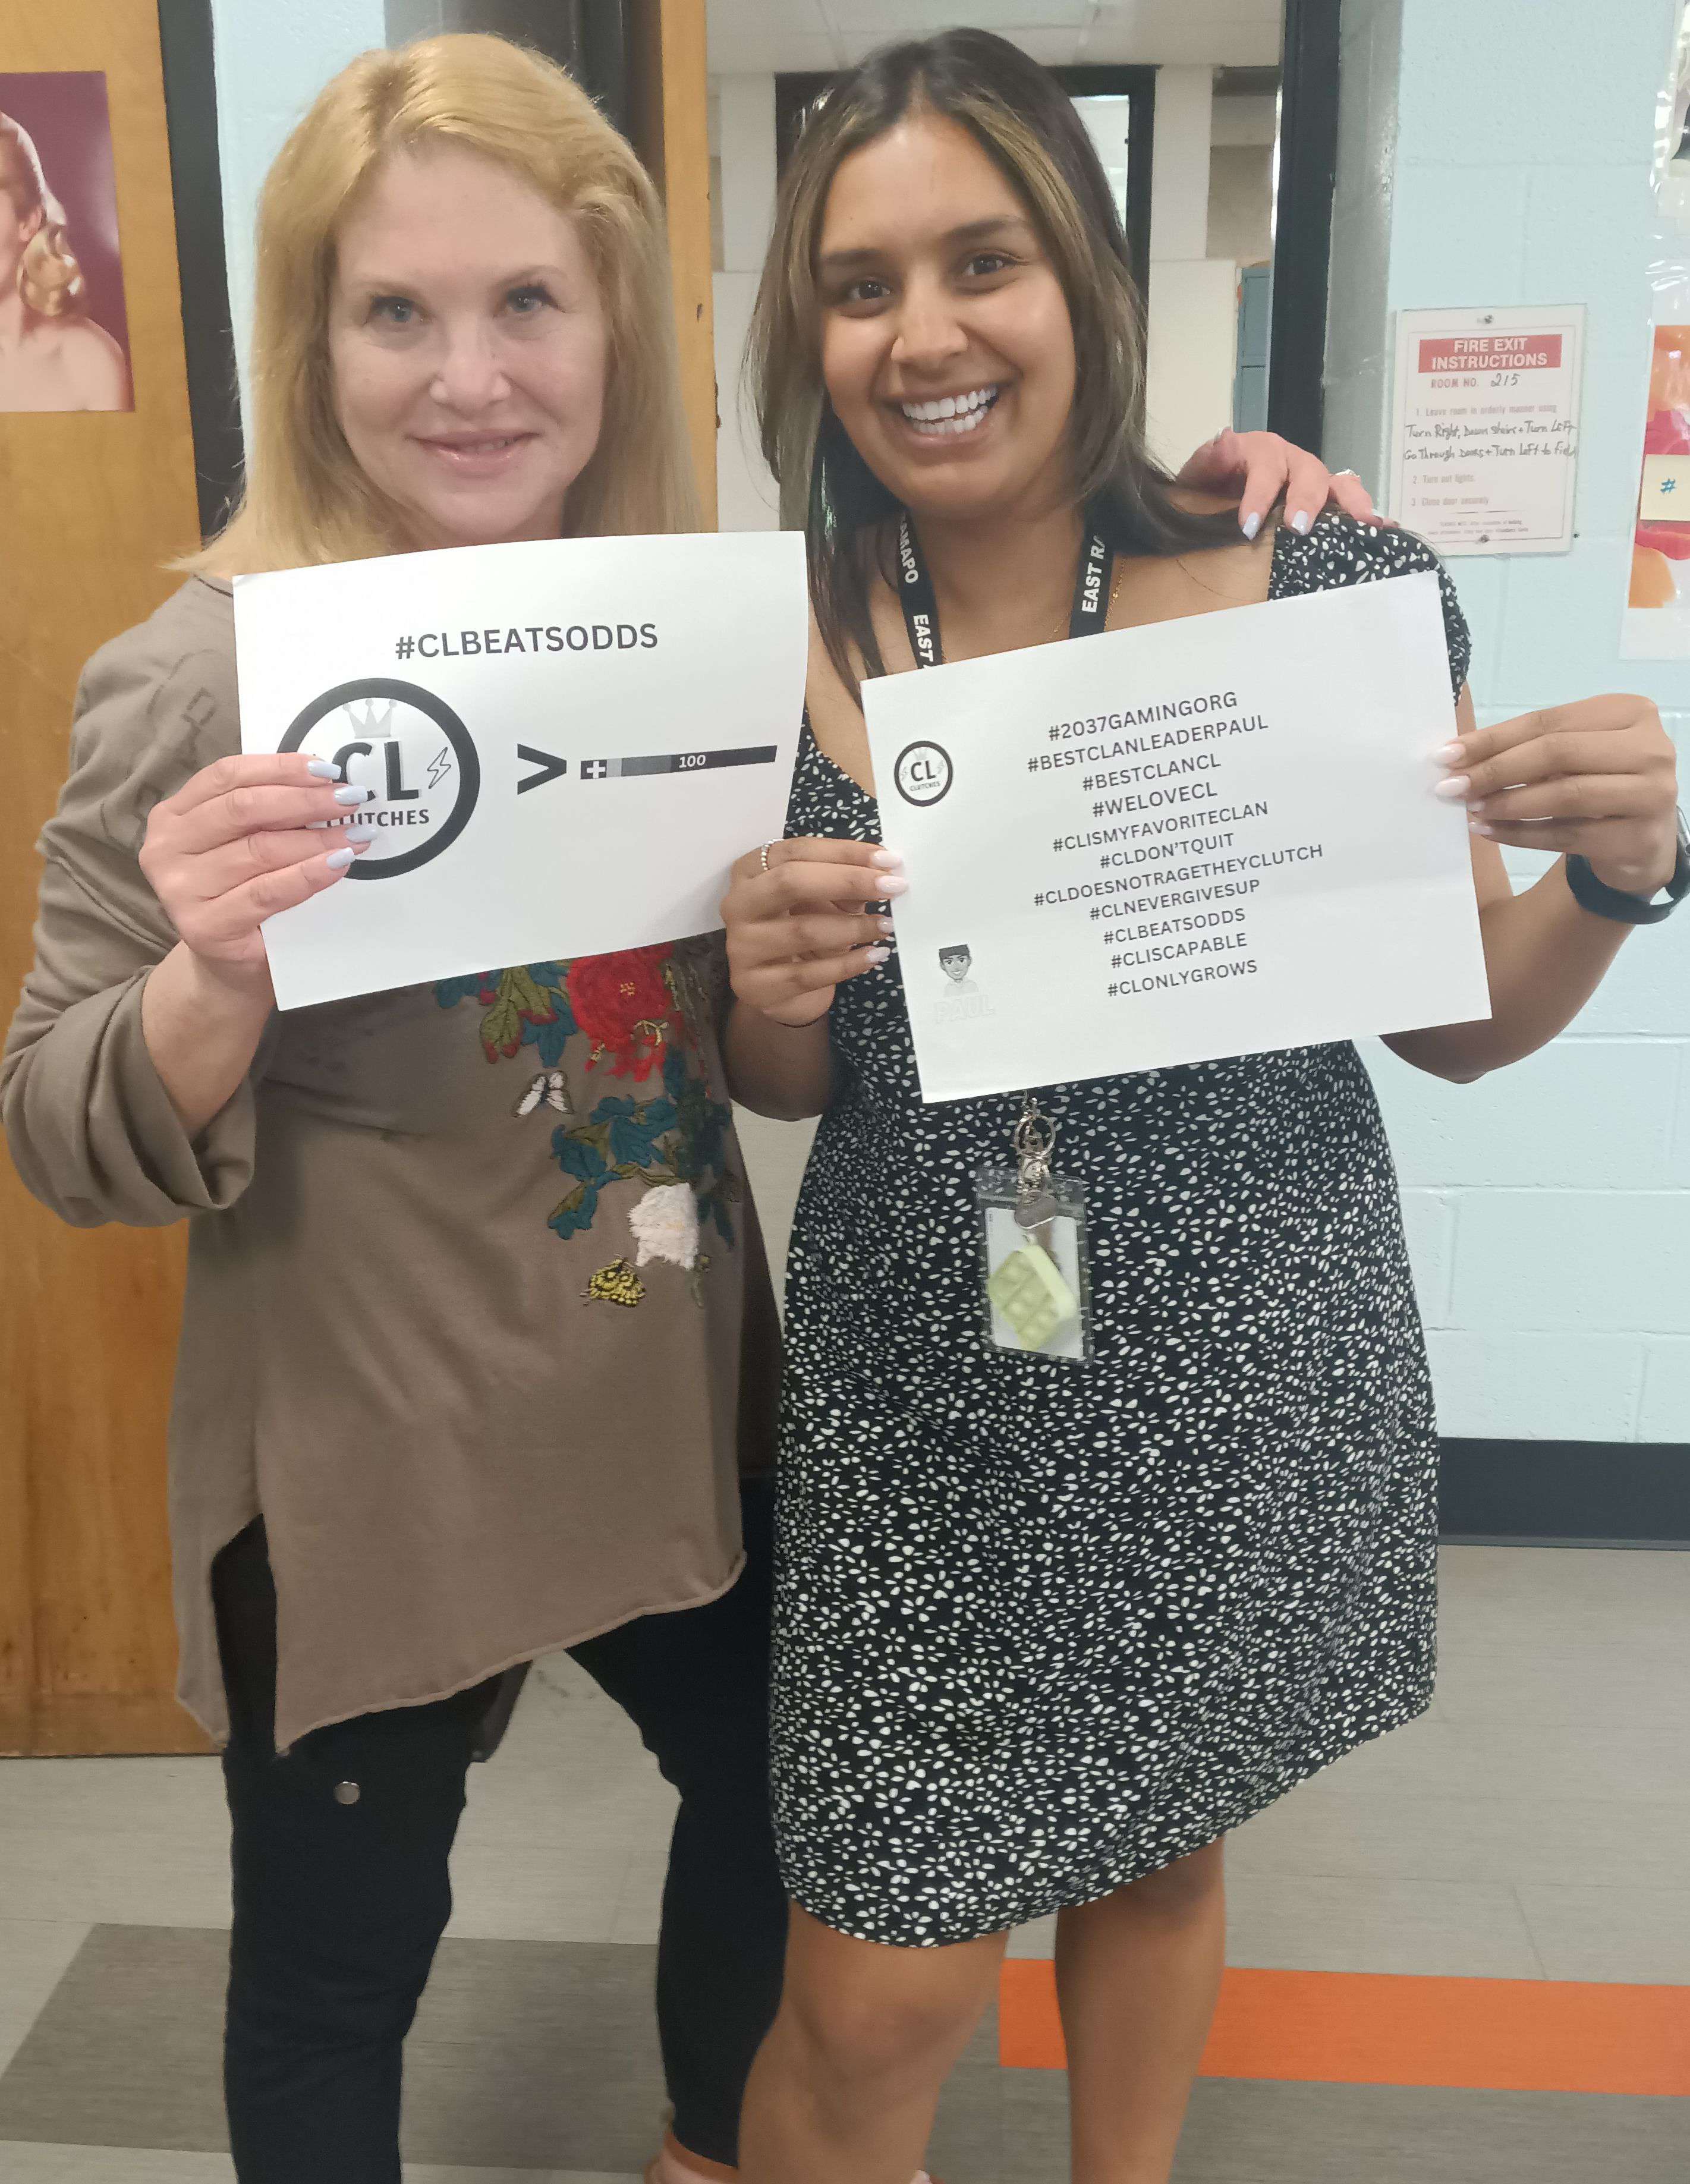 #CLBEATSODDS
CL
CLUTCHES
>
+ 100
#2037GAMINGORG
#BESTCLANLEADERPAUL
#BESTCLANCL
#WELOVECL
#CLISMYFAVORITECLAN
#CLDON'TQUIT
#CLDOESNOTRAGETHEYCLUTCH
#CLNEVERGIVESUP
#CLBEATSODDS
#CLISCAPABLE
#CLONLYGROWS
CL
CLUTCHES
PAUL
EAST
EAST RA
FIRE EXIT
INSTRUCTIONS
ROOM NO. 215
1. Leave room in orderly manner using
Turn Right, Down Stairs + Turn Left
Go Through Doors + Turn Left to Field
2. Turn out lights
3. Close door securely
#